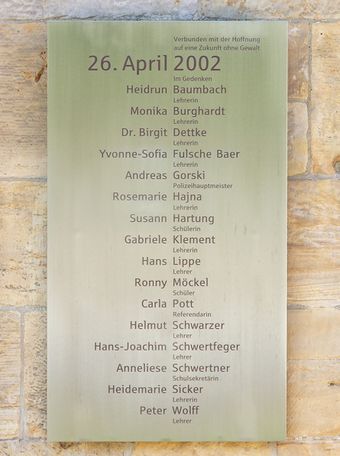 Verbunden mit der Hoffnung
auf eine Zukunft ohne Gewalt
26. April 2002
Im Gedenken
Heidrun Baumbach
Lehrerin
Monika Burghardt
Lehrerin
Dr. Birgit Dettke
Lehrerin
Yvonne-Sofia Fulsche Baer
Lehrerin
Andreas Gorski
Polizeihauptmeister
Rosemarie Hajna
Lehrerin
Susann Hartung
Schülerin
Gabriele Klement
Lehrerin
Hans Lippe
Lehrer
Ronny Möckel
Schüler
Carla Pott
Referendarin
Helmut Schwarzer
Lehrer
Hans-Joachim Schwertfeger
Lehrer
Anneliese Schwertner
Schulsekretärin
Heidemarie Sicker
Lehrerin
Peter Wolff
Lehrer